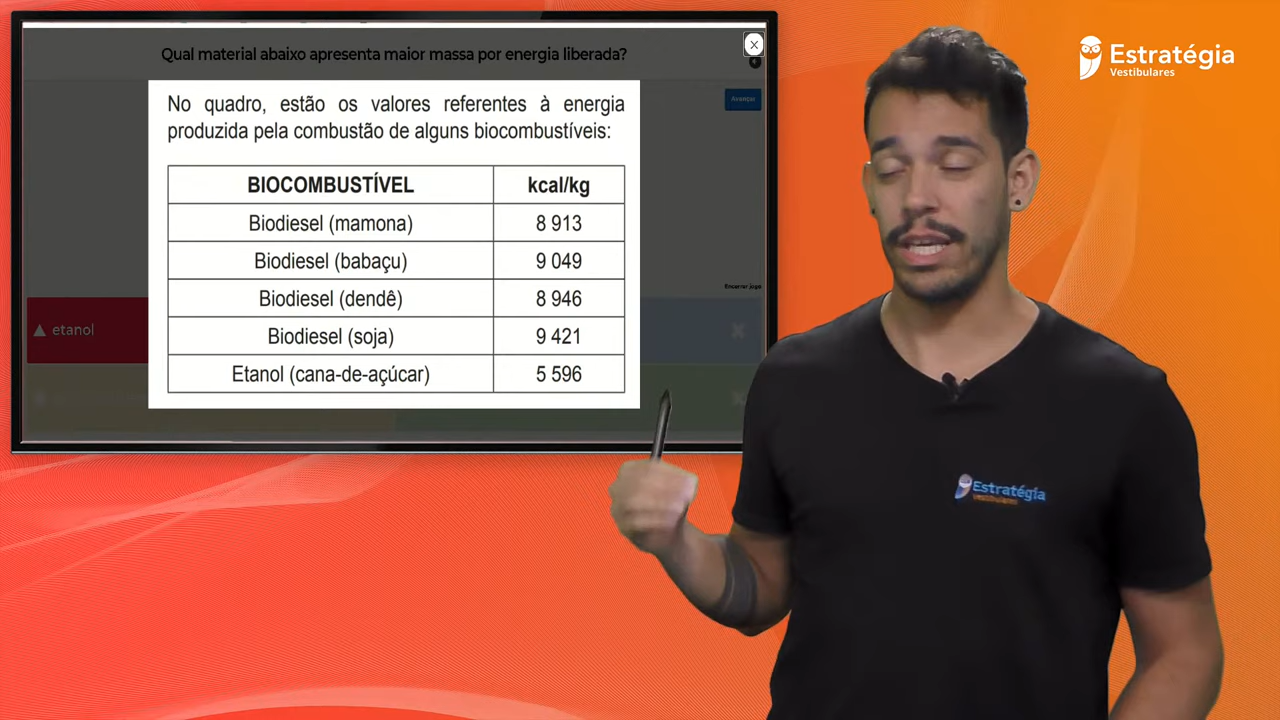 Qual material abaixo apresenta maior massa por energia liberada?
Avançar
No quadro, estão os valores referentes à energia
produzida pela combustão de alguns biocombustíveis:
BIOCOMBUSTÍVEL kcal/kg
Biodiesel (mamona) 8 913
Biodiesel (babaçu) 9 049
Biodiesel (dendê) 8 946
Biodiesel (soja) 9 421
Etanol (cana-de-açúcar) 5 596
Encerrar jogo
etanol
Estratégia
Vestibulares
Estratégia
Vestibulares